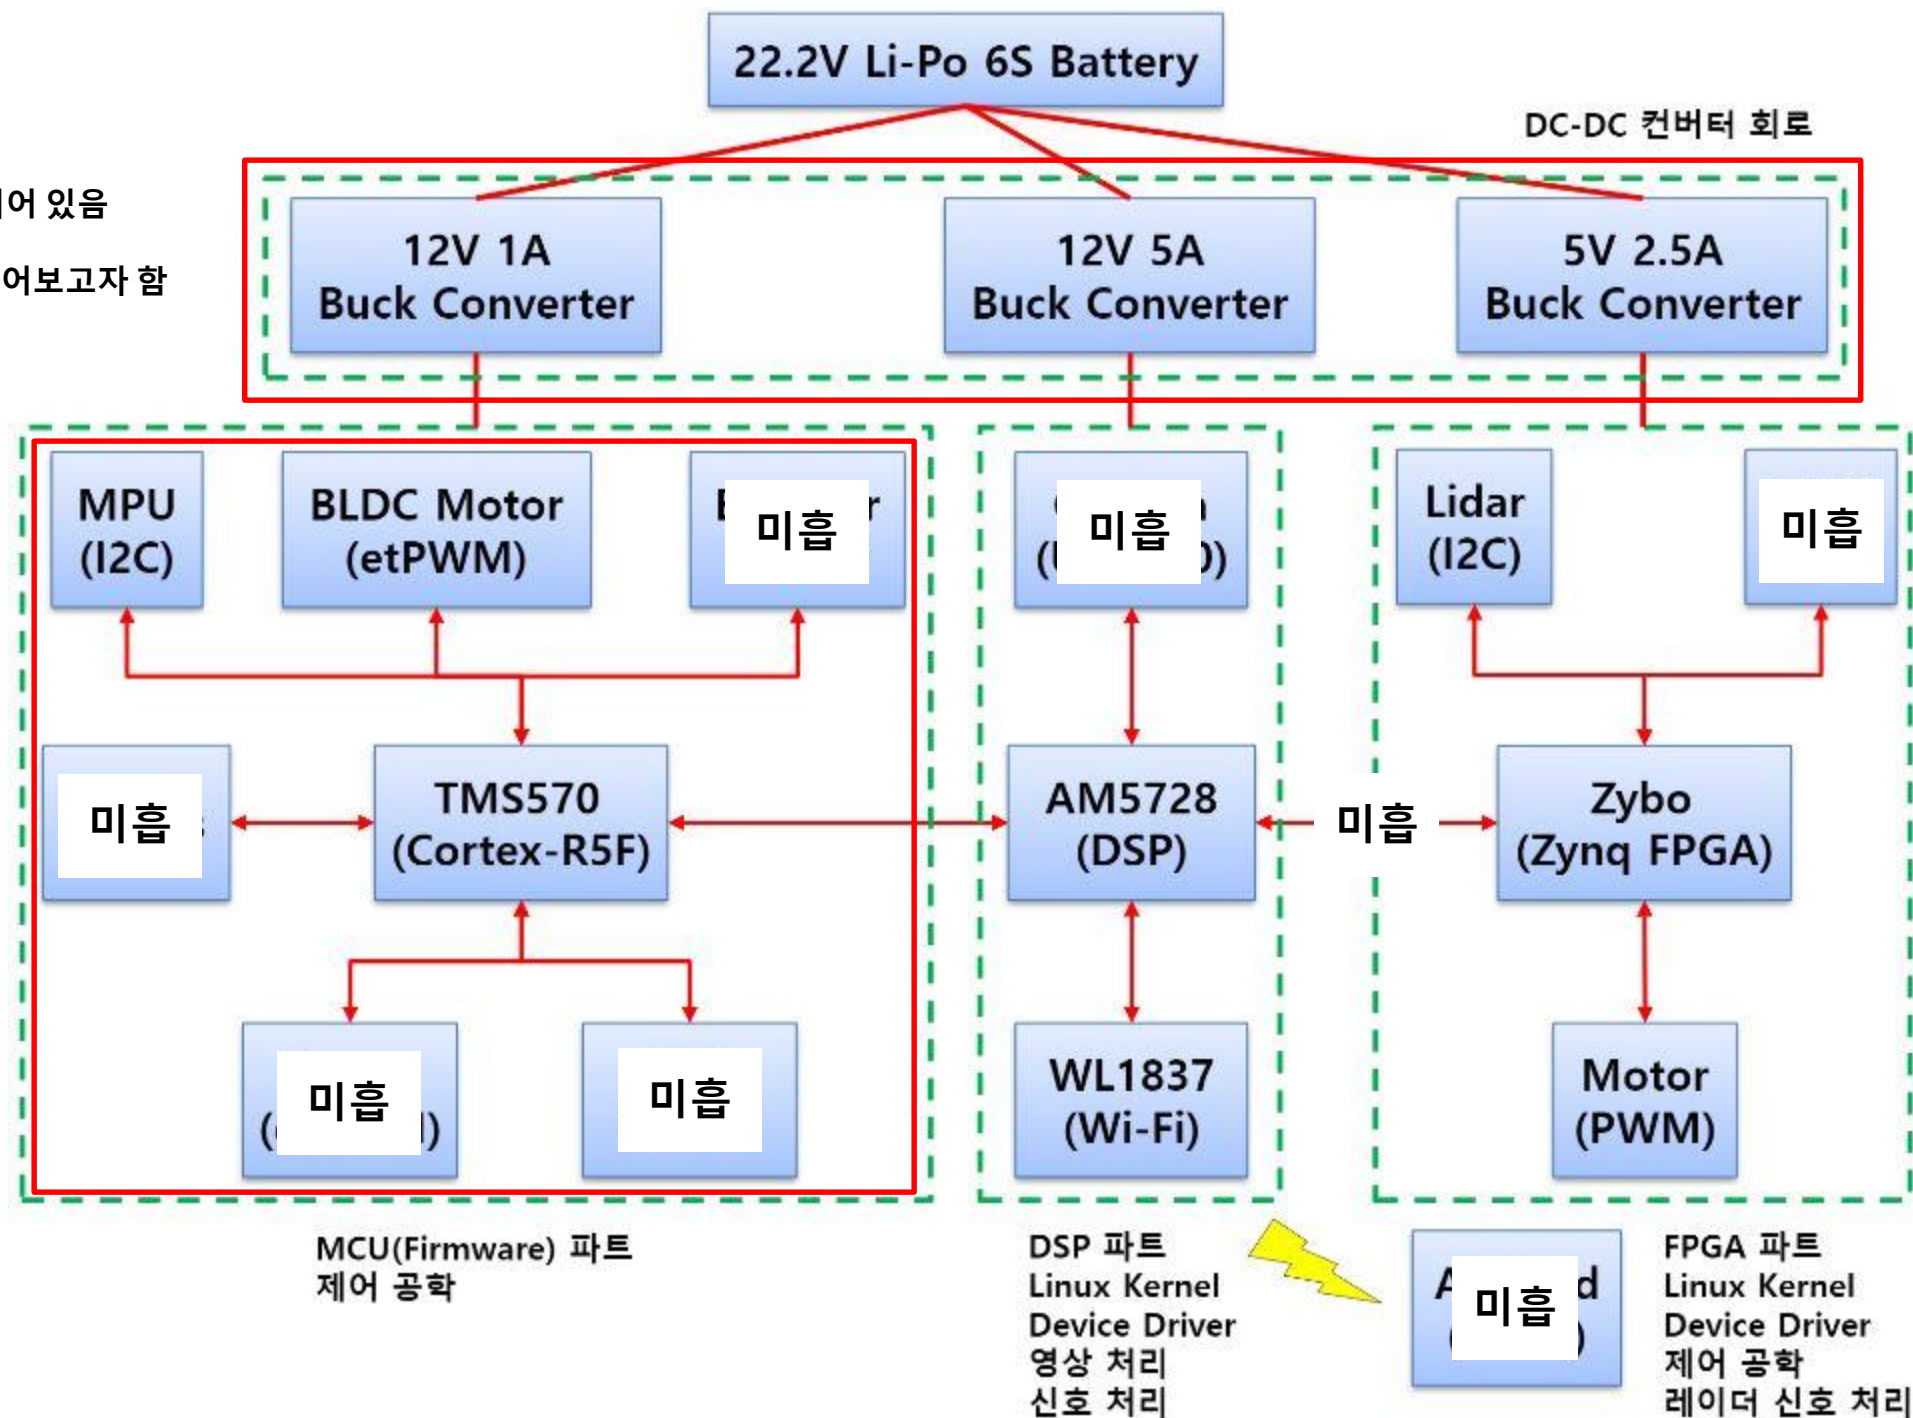 22.2V Li-Po 6S Battery
DC-DC 컨버터 회로
어 있음
어보고자 함
12V 1A
Buck Converter
12V 5A
Buck Converter
5V 2.5A
Buck Converter
MPU
(I2C)
BLDC Motor
(etPWM)
미흡
미흡
Lidar
(I2C)
미흡
미흡
TMS570
(Cortex-R5F)
AM5728
(DSP)
미흡
Zybo
(Zynq FPGA)
미흡
미흡
WL1837
(Wi-Fi)
Motor
(PWM)
MCU(Firmware) 파트
제어 공학
DSP 파트
Linux Kernel
Device Driver
영상 처리
신호 처리
미흡
FPGA 파트
Linux Kernel
Device Driver
제어 공학
레이더 신호 처리